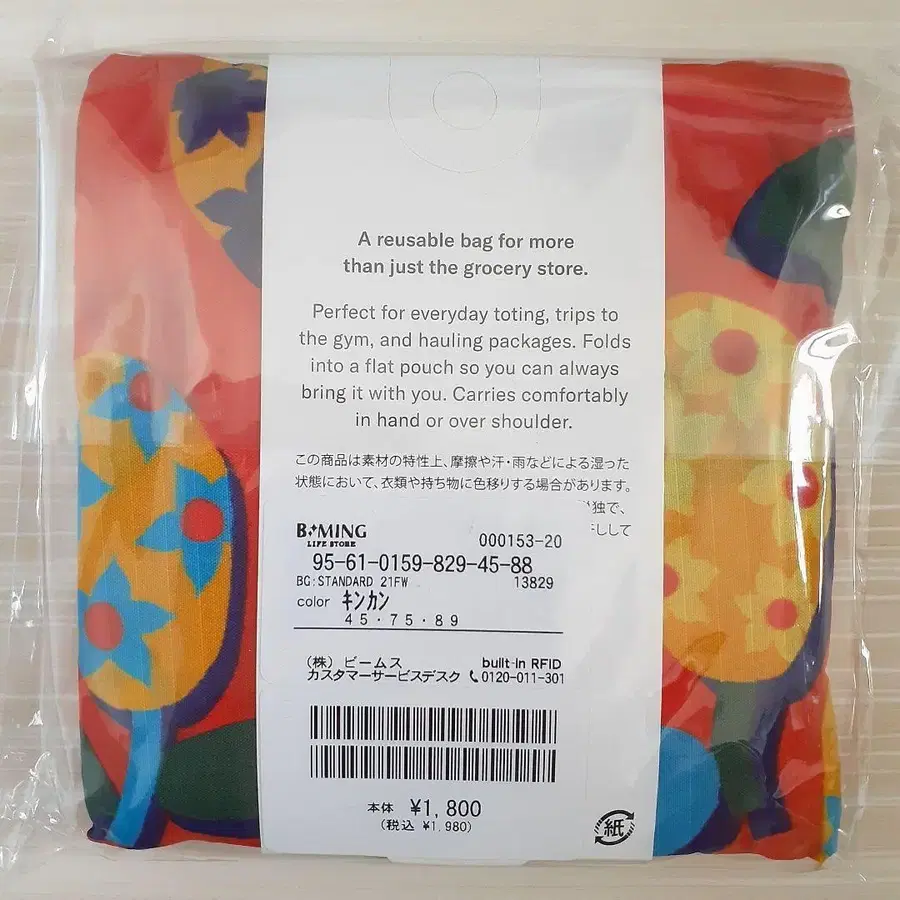 A reusable bag for more
than just the grocery store.
Perfect for everyday toting, trips to
the gym, and hauling packages. Folds
into a flat pouch so you can always
bring it with you. Carries comfortably
in hand or over shoulder.
この商品は素材の特性上、摩擦や汗・雨などによる湿った
状態において、衣類や持ち物に色移りする場合があります。
独で、
して
B MING
LIFE STORE
000153-20
95-61-0159-829-45-88
BG:STANDARD 21FW 13829
color キンカン
45・75・89
(株) ビームス built-in RFID
カスタマーサービスデスク 0120-011-301
本体 ¥1,800
(税込 ¥1,980)
紙